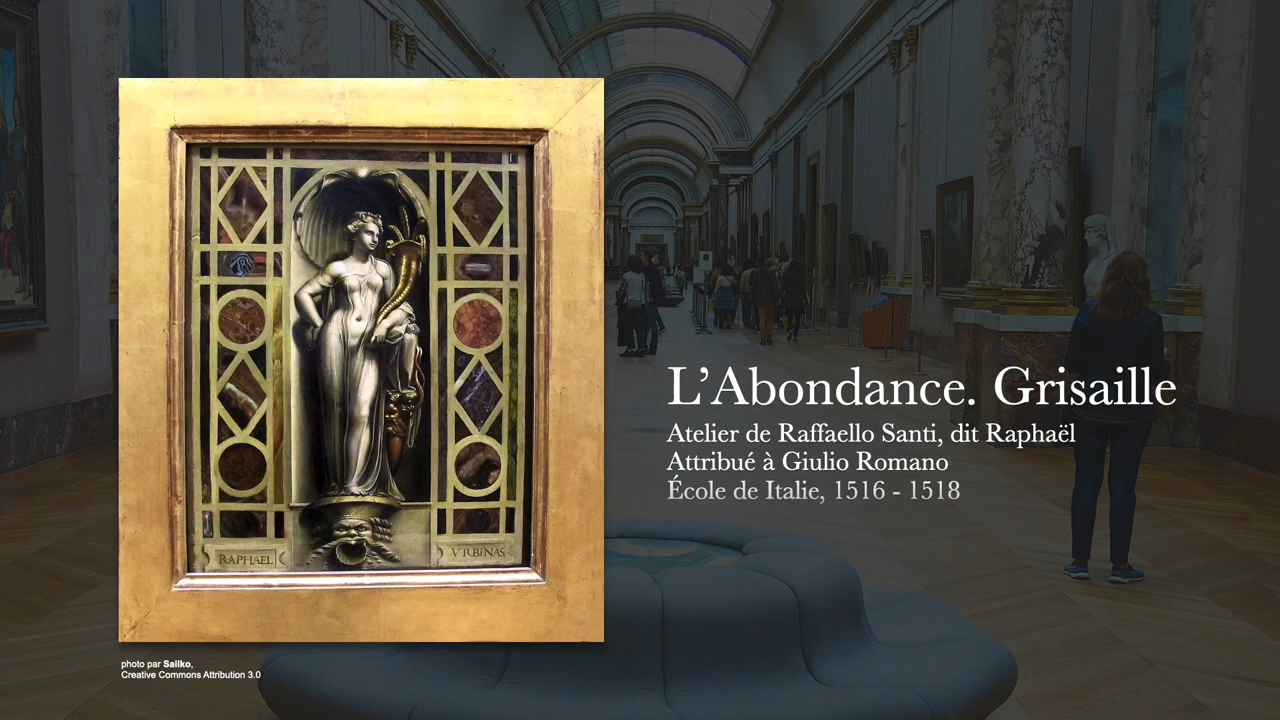 RAPHAEL
VRBINAS
L’Abondance. Grisaille
Atelier de Raffaello Santi, dit Raphaël
Attribué à Giulio Romano
École de Italie, 1516 - 1518
photo par Sailko,
Creative Commons Attribution 3.0